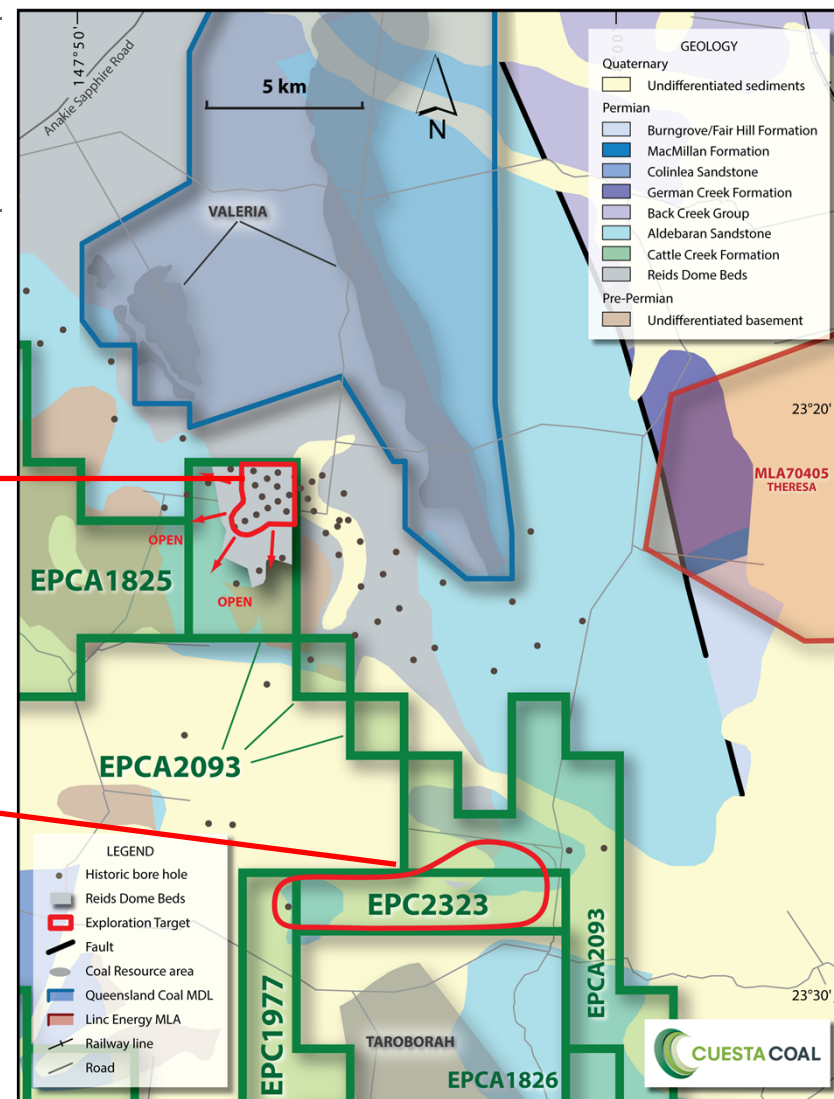 147°50'
Anakie Sapphire Road
5 km
N
00'
GEOLOGY
Quaternary
Undifferentiated sediments
Permian
Burngrove/Fair Hill Formation
MacMillan Formation
Colinlea Sandstone
German Creek Formation
Back Creek Group
Aldebaran Sandstone
Cattle Creek Formation
Reids Dome Beds
Pre-Permian
Undifferentiated basement
VALERIA
23°20'
MLA70405
THERESA
OPEN
EPCA1825
OPEN
EPCA2093
LEGEND
Historic bore hole
Reids Dome Beds
Exploration Target
Fault
Coal Resource area
Queensland Coal MDL
Linc Energy MLA
Railway line
Road
EPC2323
EPCA2093
EPC1977
23°30'
TAROBORAH
EPCA1826
CUESTA COAL